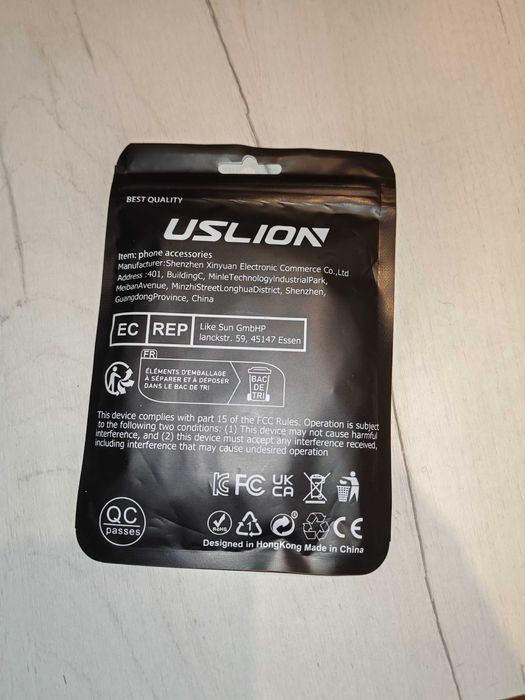 BEST QUALITY
USLION
Item: phone accessories
Manufacturer:Shenzhen Xinyuan Electronic Commerce Co.,Ltd
Address :401, BuildingC, MinleTechnologyIndustrialPark,
MeibanAvenue, MinzhiStreetLonghuaDistrict, Shenzhen,
GuangdongProvince, China
EC REP
Like Sun GmbHP
lanckstr. 59, 45147 Essen
FR
ÉLÉMENTS D'EMBALLAGE
À SÉPARER ET À DÉPOSER
DANS LE BAC DE TRI
BAC
DE
TRI
This device complies with part 15 of the FCC Rules. Operation is subject
to the following two conditions: (1) This device may not cause harmful
interference, and (2) this device must accept any interference received,
including interference that may cause undesired operation
FC UK
CA
QC
passes
RoHS
1
CE
Designed in HongKong Made in China